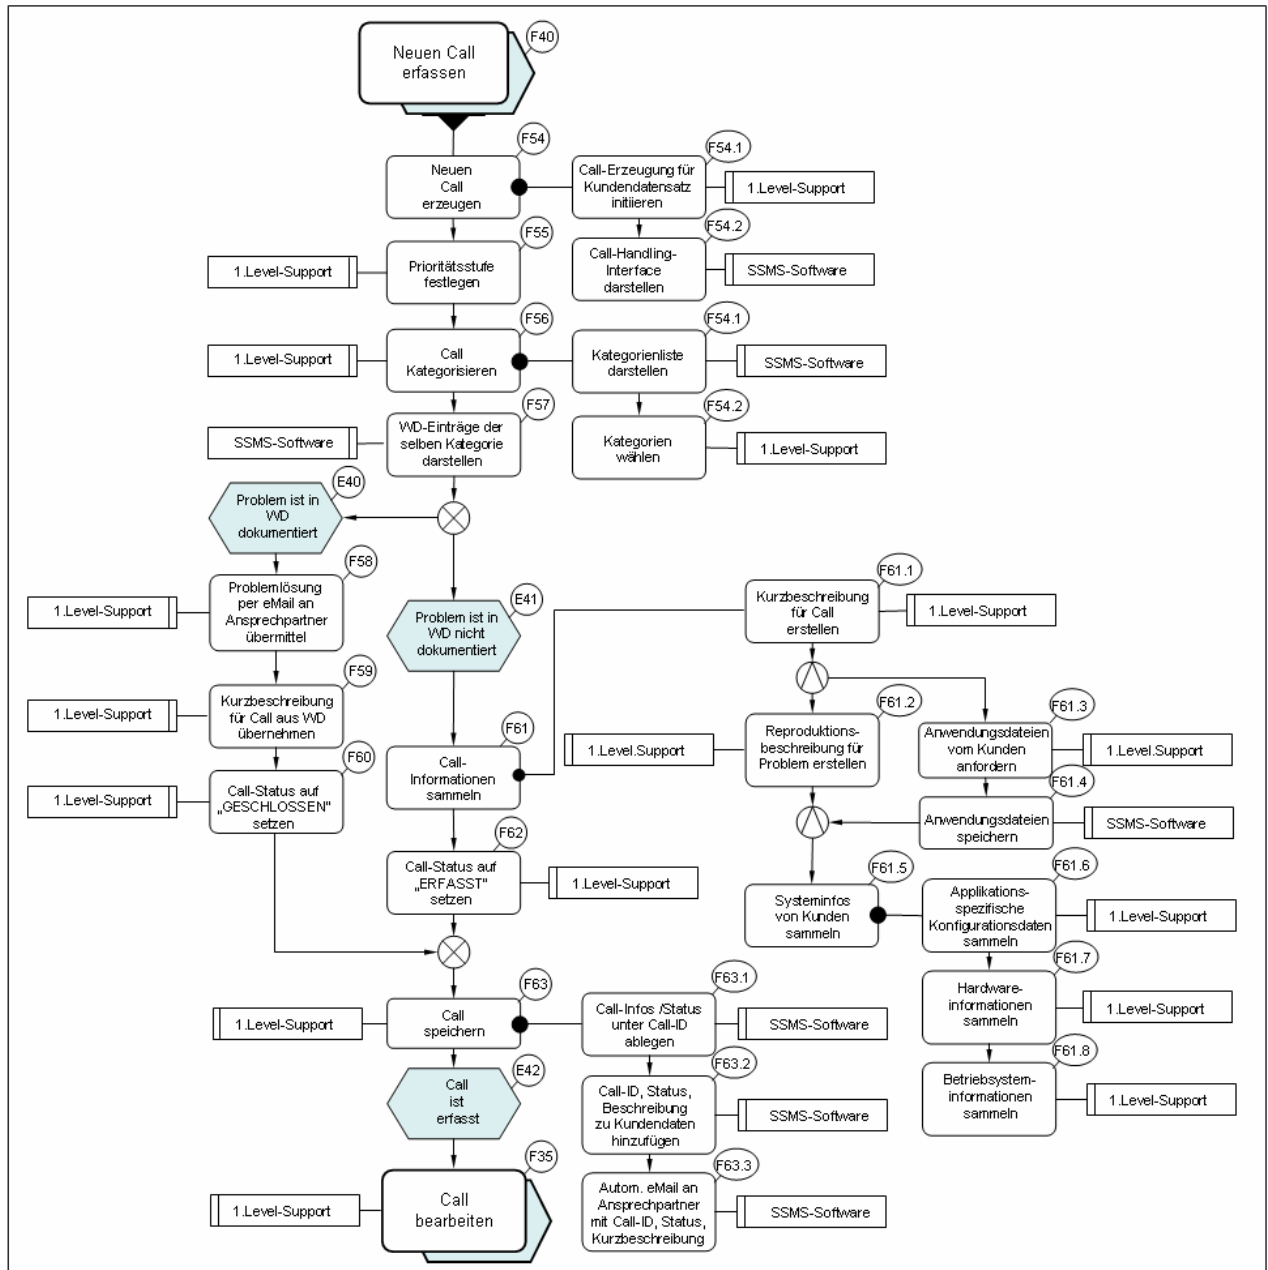 Neuen Call
erfassen
F40
F54
Neuen
Call
erzeugen
F54.1
Call-Erzeugung für
Kundendatensatz
initiieren
1.Level-Support
F54.2
Call-Handling-
Interface
darstellen
SSMS-Software
F55
1.Level-Support
Prioritätsstufe
festlegen
F56
1.Level-Support
Call
Kategorisieren
F54.1
Kategorienliste
darstellen
SSMS-Software
F54.2
Kategorien
wählen
1.Level-Support
F57
SSMS-Software
WD-Einträge der
selben Kategorie
darstellen
E40
Problem ist in
WD
dokumentiert
F58
1.Level-Support
Problemlösung
per eMail an
Ansprechpartner
übermittel
F59
1.Level-Support
Kurzbeschreibung
für Call aus WD
übernehmen
F60
1.Level-Support
Call-Status auf
„GESCHLOSSEN"
setzen
E41
Problem ist in
WD nicht
dokumentiert
F61
Call-
Informationen
sammeln
F61.1
Kurzbeschreibung
für Call
erstellen
1.Level-Support
F61.2
1.Level.Support
Reproduktions-
beschreibung für
Problem erstellen
F61.3
Anwendungsdateien
vom Kunden
anfordern
1.Level.Support
F61.4
Anwendungsdateien
speichern
SSMS-Software
F61.5
Systeminfos
von Kunden
sammeln
F61.6
Applikations-
spezifische
Konfigurationsdaten
sammeln
1.Level-Support
F61.7
Hardware-
informationen
sammeln
1.Level-Support
F61.8
Betriebsystem-
informationen
sammeln
1.Level-Support
F62
Call-Status auf
„ERFASST"
setzen
1.Level-Support
F63
1.Level-Support
Call
speichern
F63.1
Call-Infos /Status
unter Call-ID
ablegen
SSMS-Software
F63.2
Call-ID, Status,
Beschreibung
zu Kundendaten
hinzufügen
SSMS-Software
F63.3
Autom. eMail an
Ansprechpartner
mit Call-ID, Status,
Kurzbeschreibung
SSMS-Software
E42
Call
ist
erfasst
F35
1.Level-Support
Call
bearbeiten